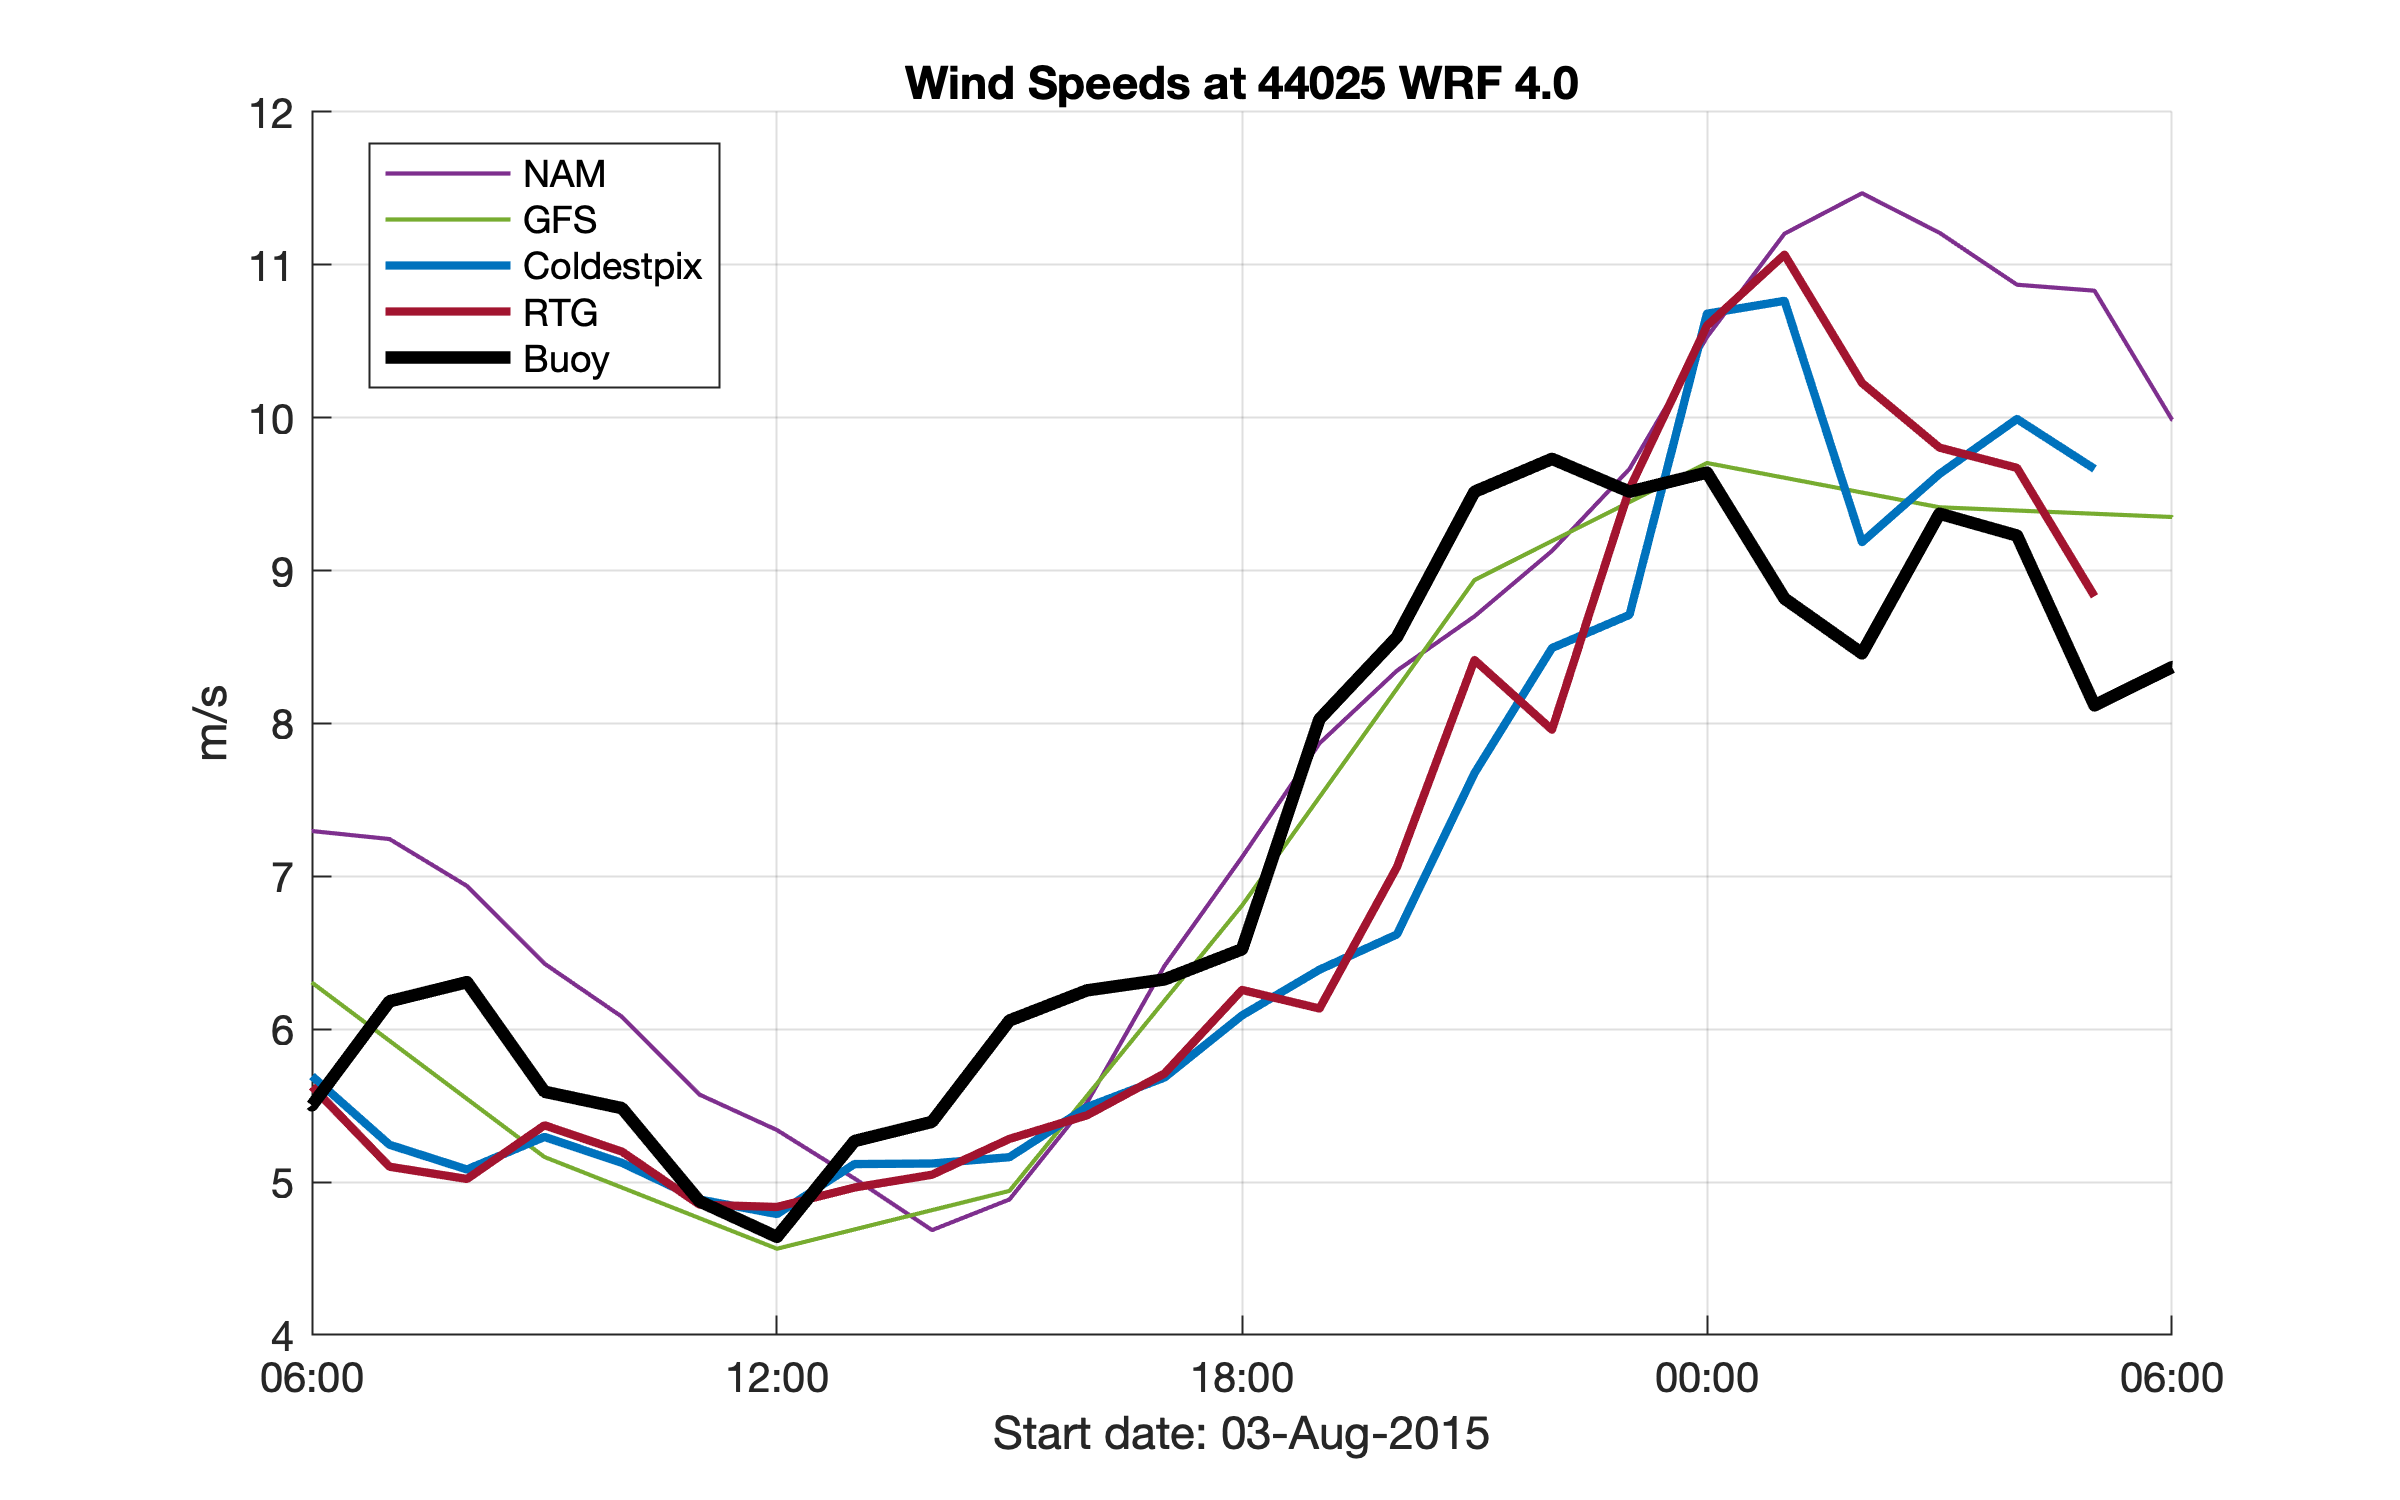 Wind Speeds at 44025 WRF 4.0
12
11
10
9
8
7
6
5
4
m/s
NAM
GFS
Coldestpix
RTG
Buoy
06:00 12:00 18:00 00:00 06:00
Start date: 03-Aug-2015